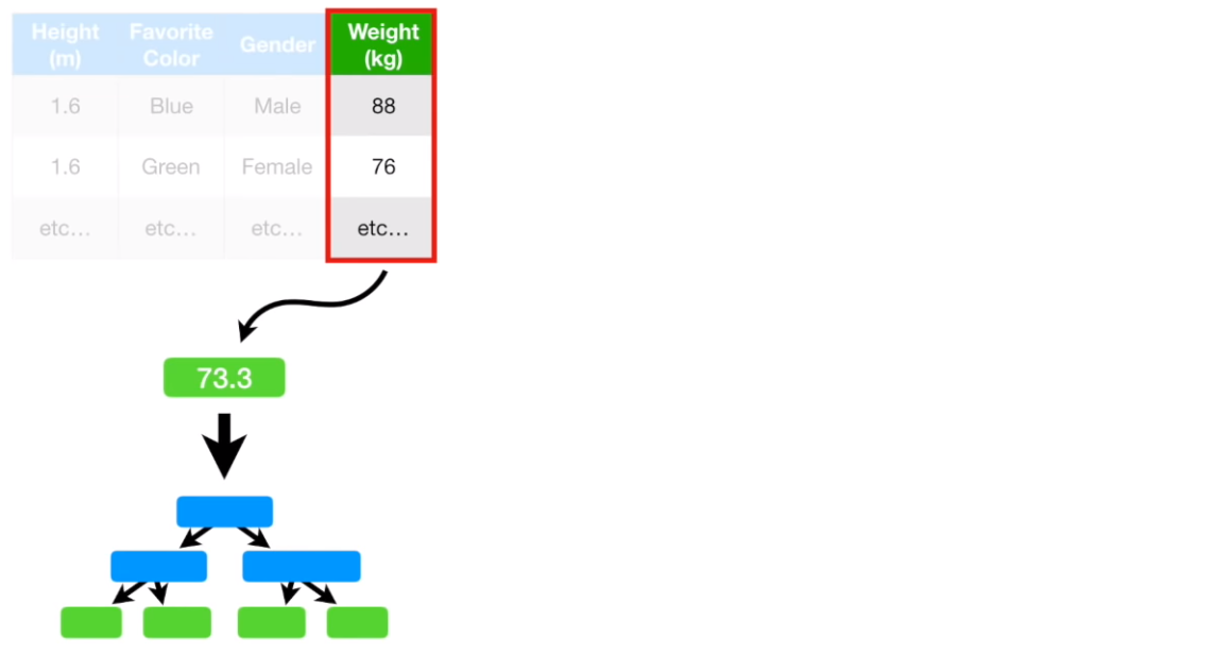 Height (m) Favorite Color Gender Weight (kg)
1.6 Blue Male 88
1.6 Green Female 76
etc... etc... etc... etc...
73.3